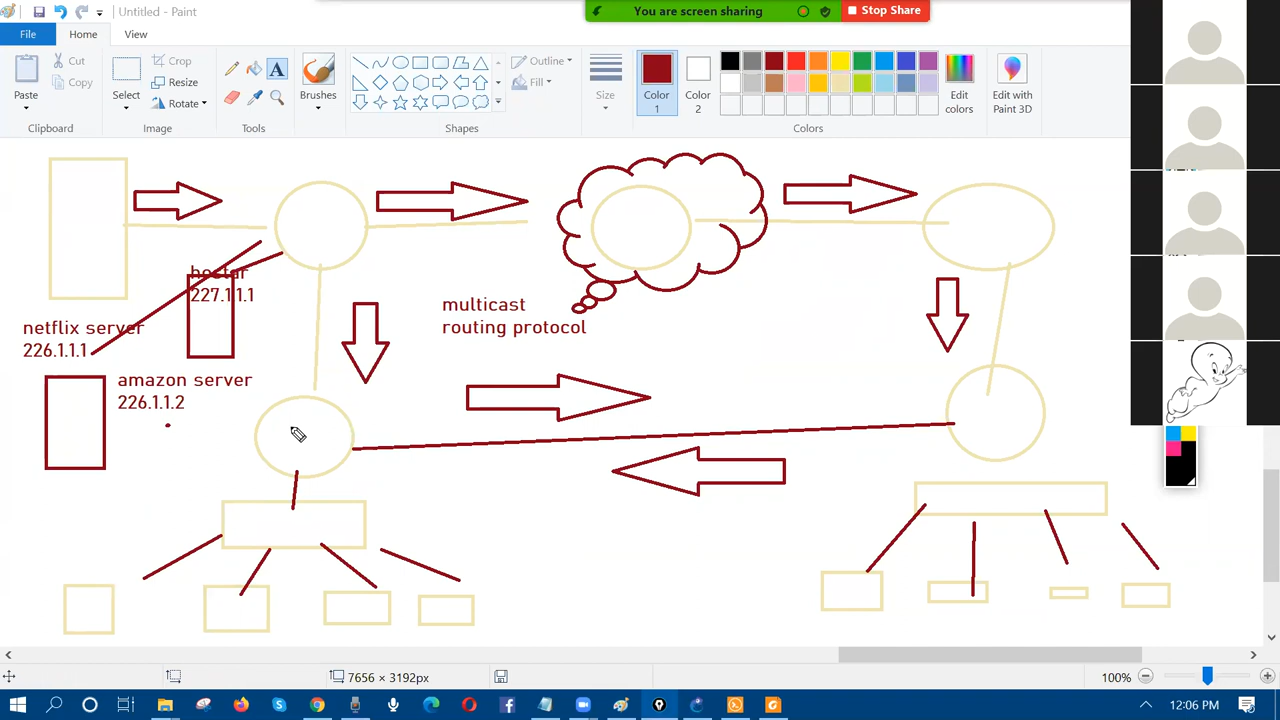 Untitled - Paint
You are screen sharing
Stop Share
File
Home
View
Paste
Cut
Copy
Clipboard
Select
Crop
Resize
Rotate
Image
Tools
Brushes
Shapes
Outline
Fill
Size
Color
1
Color
2
Edit
colors
Edit with
Paint 3D
Colors
hostar
227.1.1.1
netflix server
226.1.1.1
amazon server
226.1.1.2
multicast
routing protocol
7656 × 3192px
100%
12:06 PM